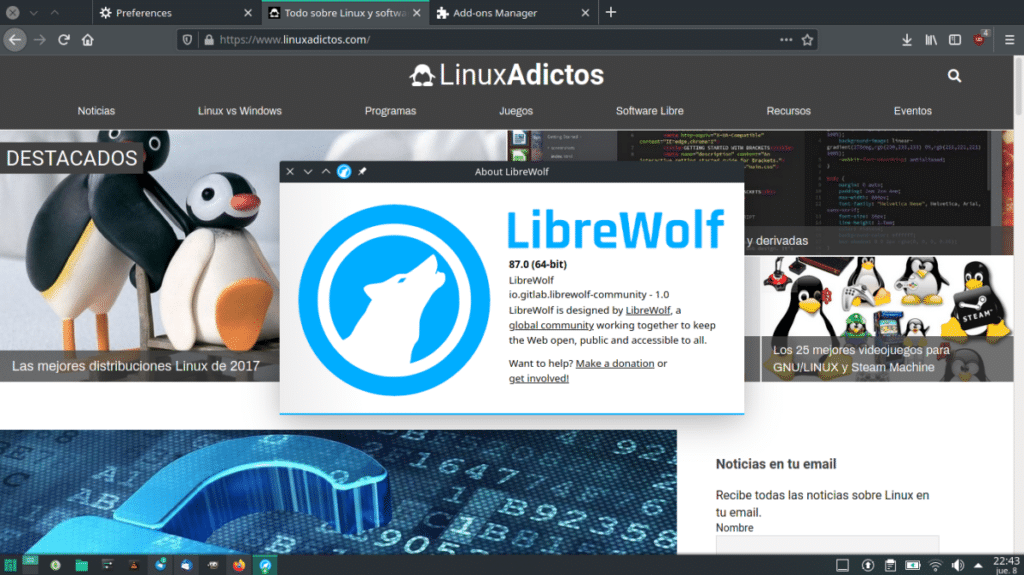 Preferences
Todo sobre Linux y softwa
Add-ons Manager
https://www.linuxadictos.com/
4
LinuxAdictos
Noticias
Linux vs Windows
Programas
Juegos
Software Libre
Recursos
Eventos
DESTACADOS
About LibreWolf
LibreWolf
87.0 (64-bit)
LibreWolf
io.gitlab.librewolf-community - 1.0
LibreWolf is designed by LibreWolf, a
global community working together to keep
the Web open, public and accessible to all.
Want to help? Make a donation or
get involved!
y derivadas
STEAM
Las mejores distribuciones Linux de 2017
Los 25 mejores videojuegos para
GNU/LINUX y Steam Machine
Noticias en tu email
Recibe todas las noticias sobre Linux en
tu email.
Nombre
22:43
jue. 8